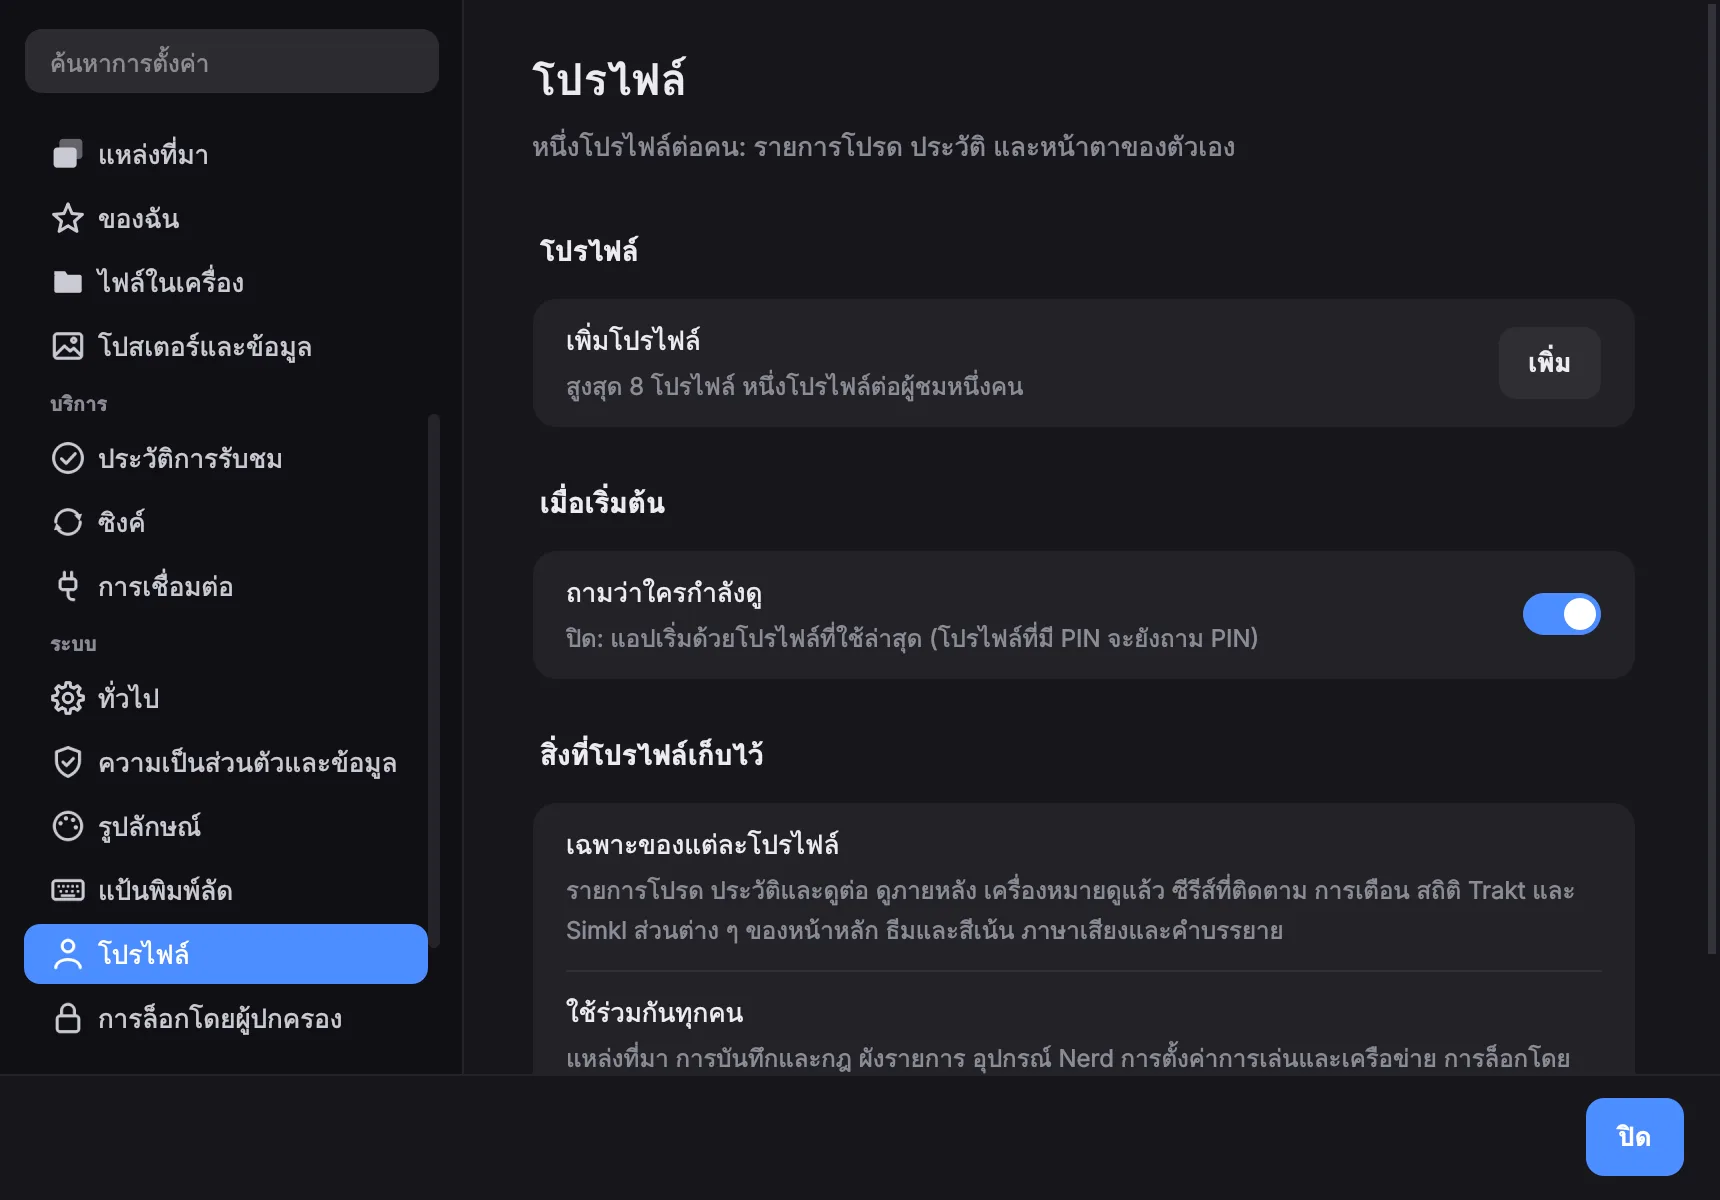 ค้นหาการตั้งค่า
แหล่งที่มา
ของฉัน
ไฟล์ในเครื่อง
โปสเตอร์และข้อมูล
บริการ
ประวัติการรับชม
ซิงค์
การเชื่อมต่อ
ระบบ
ทั่วไป
ความเป็นส่วนตัวและข้อมูล
รูปลักษณ์
แป้นพิมพ์ลัด
โปรไฟล์
การล็อกโดยผู้ปกครอง
โปรไฟล์
หนึ่งโปรไฟล์ต่อคน: รายการโปรด ประวัติ และหน้าตาของตัวเอง
โปรไฟล์
เพิ่มโปรไฟล์
สูงสุด 8 โปรไฟล์ หนึ่งโปรไฟล์ต่อผู้ชมหนึ่งคน
เพิ่ม
เมื่อเริ่มต้น
ถามว่าใครกำลังดู
ปิด: แอปเริ่มด้วยโปรไฟล์ที่ใช้ล่าสุด (โปรไฟล์ที่มี PIN จะยังถาม PIN)
สิ่งที่โปรไฟล์เก็บไว้
เฉพาะของแต่ละโปรไฟล์
รายการโปรด ประวัติและดูต่อ ดูภายหลัง เครื่องหมายดูแล้ว ซีรีส์ที่ติดตาม การเตือน สถิติ Trakt และ
Simkl ส่วนต่าง ๆ ของหน้าหลัก ธีมและสีเน้น ภาษาเสียงและคำบรรยาย
ใช้ร่วมกันทุกคน
แหล่งที่มา การบันทึกและกฎ ผังรายการ อุปกรณ์ Nerd การตั้งค่าการเล่นและเครือข่าย การล็อกโดย
ปิด